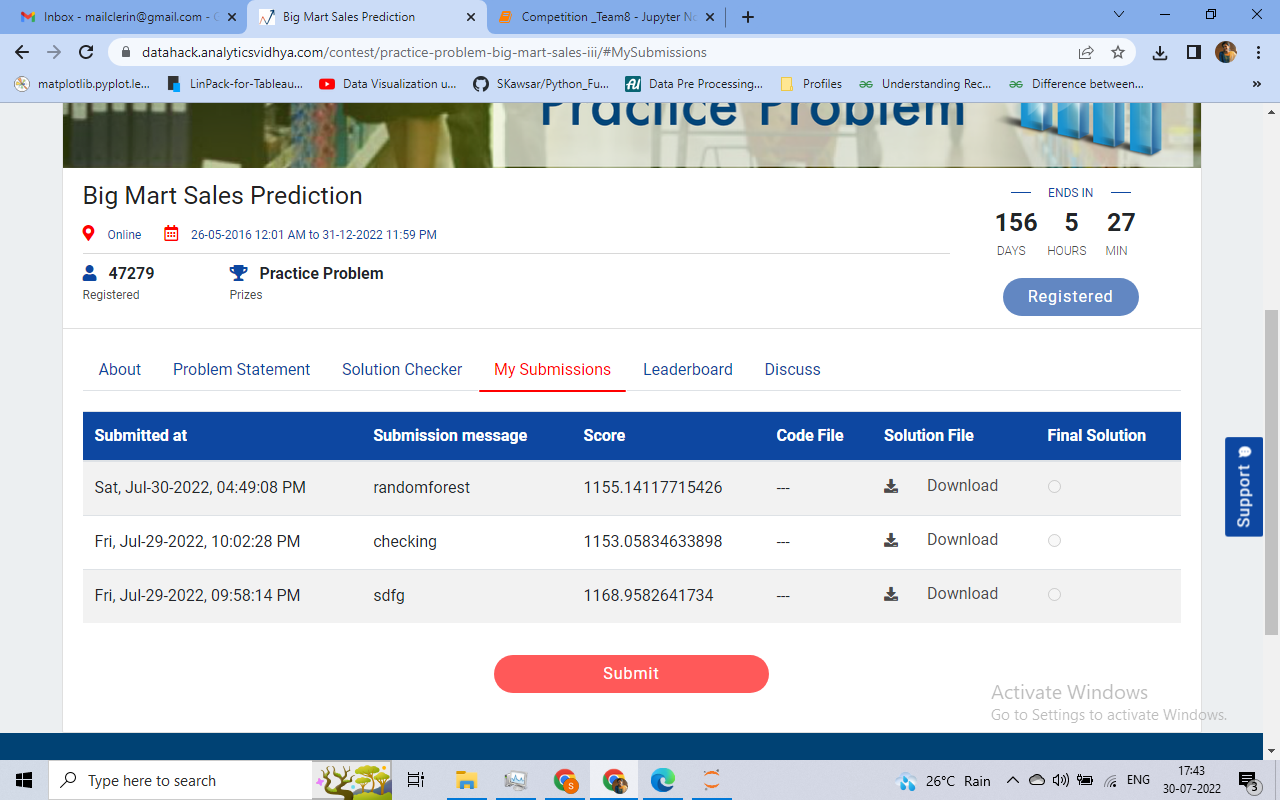 Inbox - mailclerin@gmail.com - G
Big Mart Sales Prediction
Competition _Team8 - Jupyter No
datahack.analyticsvidhya.com/contest/practice-problem-big-mart-sales-iii/#MySubmissions
matplotlib.pyplot.le...
LinPack-for-Tableau...
Data Visualization u...
SKawsar/Python_Fu...
Data Pre Processing...
Profiles
Understanding Rec...
Difference between...
»
Practice Problem
Big Mart Sales Prediction
Online 26-05-2016 12:01 AM to 31-12-2022 11:59 PM
ENDS IN
156 5 27
DAYS HOURS MIN
47279 Practice Problem
Registered Prizes
Registered
About Problem Statement Solution Checker My Submissions Leaderboard Discuss
Submitted at Submission message Score Code File Solution File Final Solution
Sat, Jul-30-2022, 04:49:08 PM randomforest 1155.14117715426 --- Download
Fri, Jul-29-2022, 10:02:28 PM checking 1153.05834633898 --- Download
Fri, Jul-29-2022, 09:58:14 PM sdfg 1168.9582641734 --- Download
Support
Submit
Activate Windows
Go to Settings to activate Windows.
Type here to search
26°C Rain
ENG
17:43
30-07-2022
3